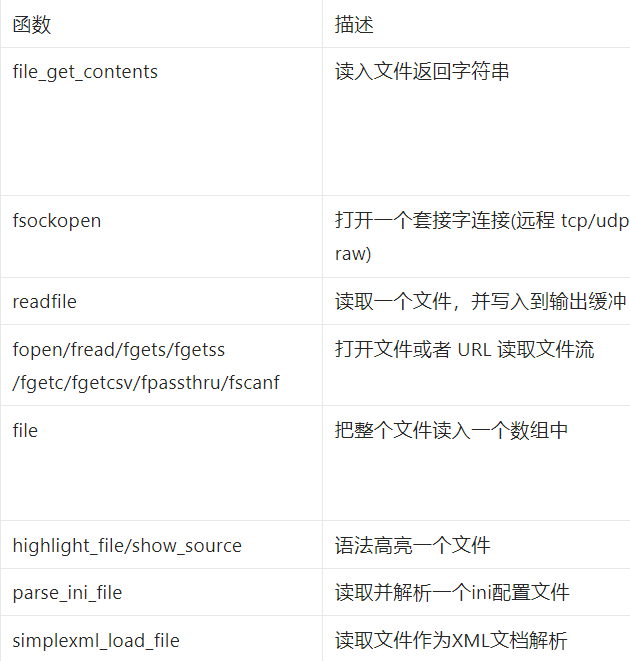 函数 描述
file_get_contents 读入文件返回字符串
fsockopen 打开一个套接字连接(远程 tcp/udp
raw)
readfile 读取一个文件，并写入到输出缓冲
fopen/fread/fgets/fgetss 打开文件或者 URL 读取文件流
/fgetc/fgetcsv/fpassthru/fscanf
file 把整个文件读入一个数组中
highlight_file/show_source 语法高亮一个文件
parse_ini_file 读取并解析一个ini配置文件
simplexml_load_file 读取文件作为XML文档解析